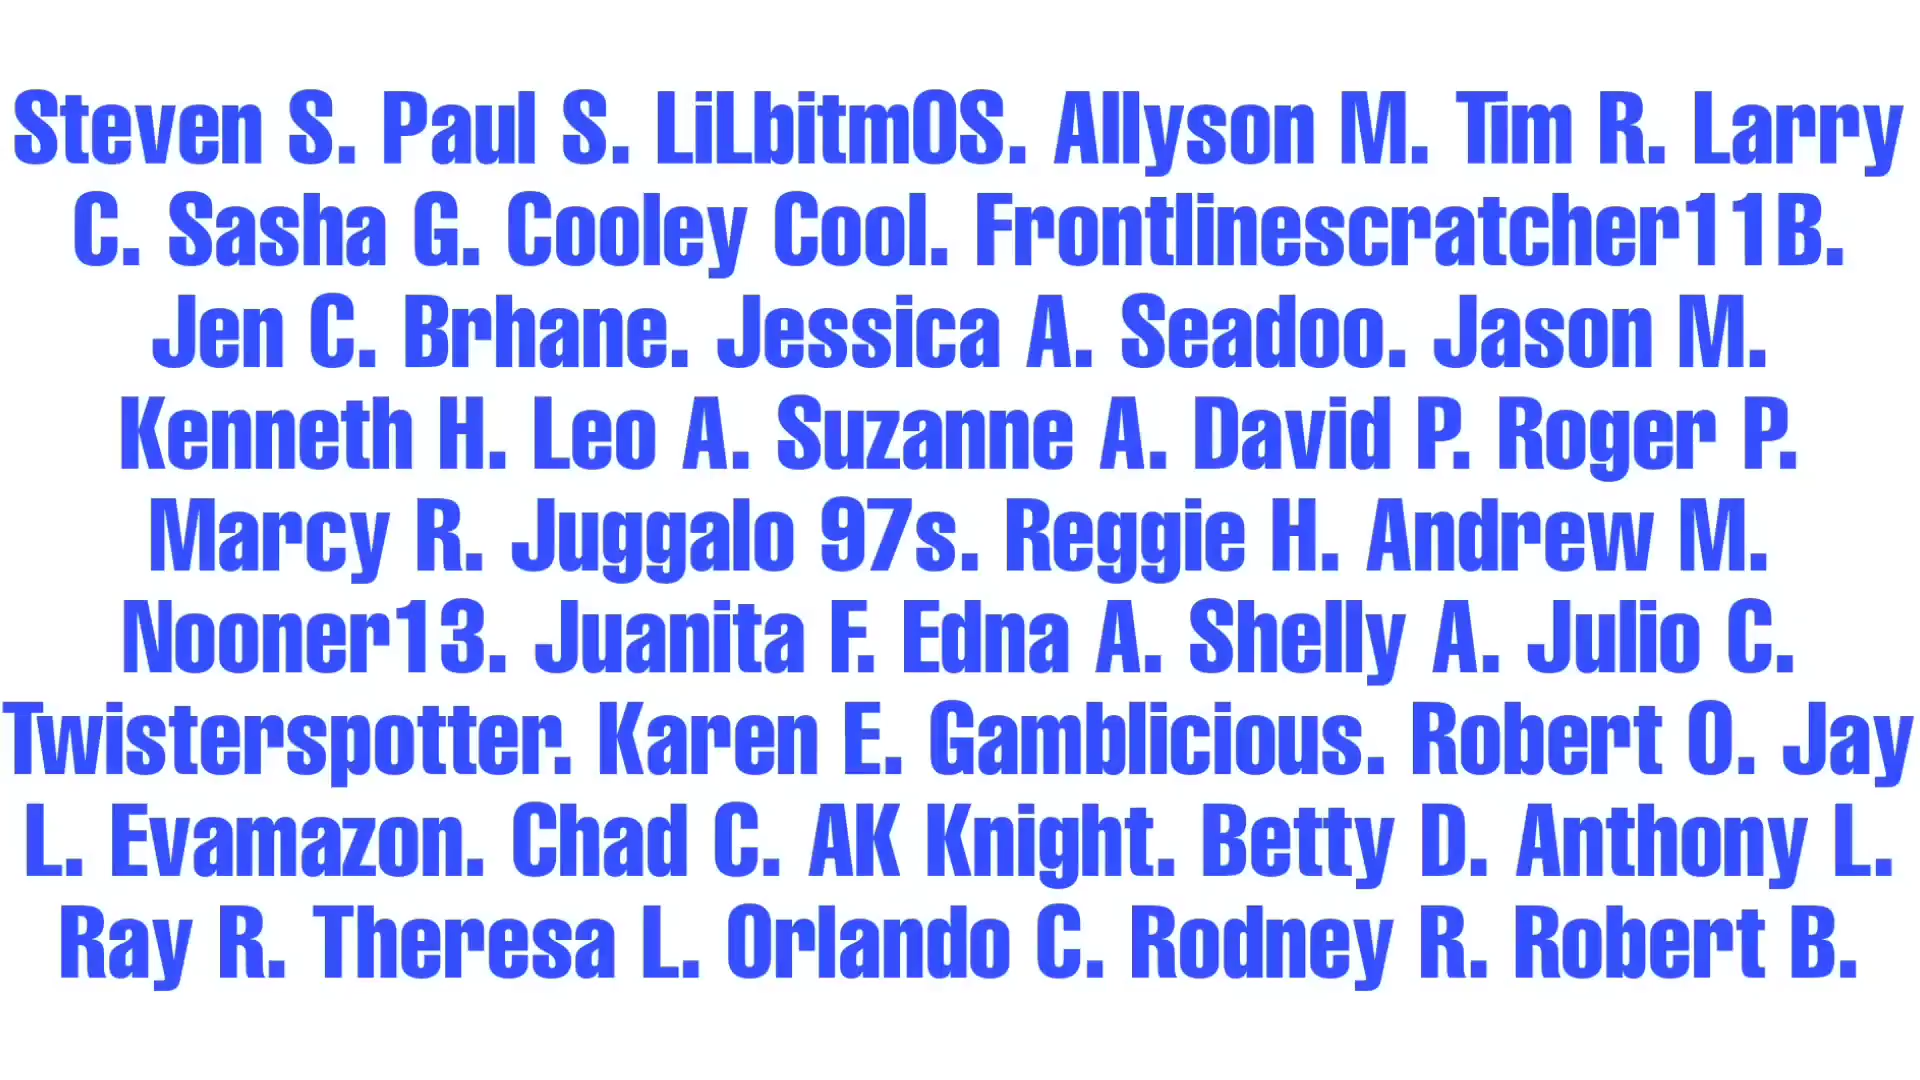 Steven S. Paul S. LiLbitmOS. Allyson M. Tim R. Larry
C. Sasha G. Cooley Cool. Frontlinescratcher11B.
Jen C. Brhane. Jessica A. Seadoo. Jason M.
Kenneth H. Leo A. Suzanne A. David P. Roger P.
Marcy R. Juggalo 97s. Reggie H. Andrew M.
Nooner13. Juanita F. Edna A. Shelly A. Julio C.
Twisterspotter. Karen E. Gamblicious. Robert O. Jay
L. Evamazon. Chad C. AK Knight. Betty D. Anthony L.
Ray R. Theresa L. Orlando C. Rodney R. Robert B.